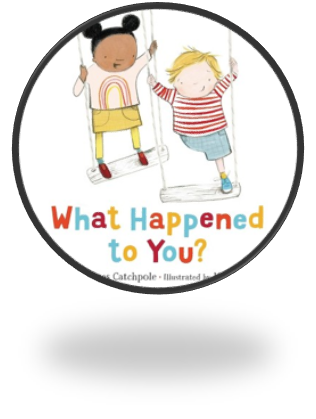 What Happened
to You?
Catchpole · Illustrated by